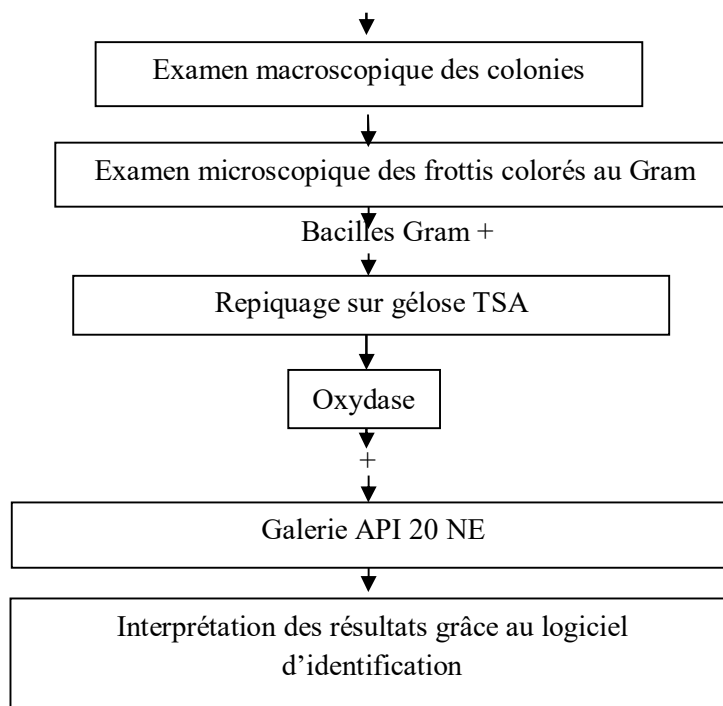 Examen macroscopique des colonies
Examen microscopique des frottis colorés au Gram
Bacilles Gram +
Repiquage sur gélose TSA
Oxydase
+
Galerie API 20 NE
Interprétation des résultats grâce au logiciel
d’identification